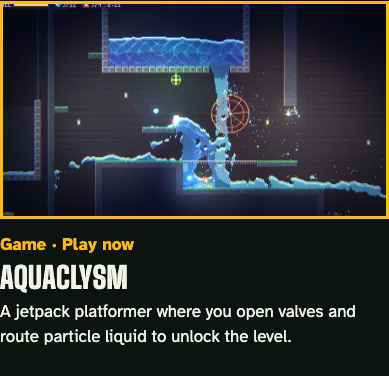 Game · Play now
AQUACLYSM
A jetpack platformer where you open valves and
route particle liquid to unlock the level.